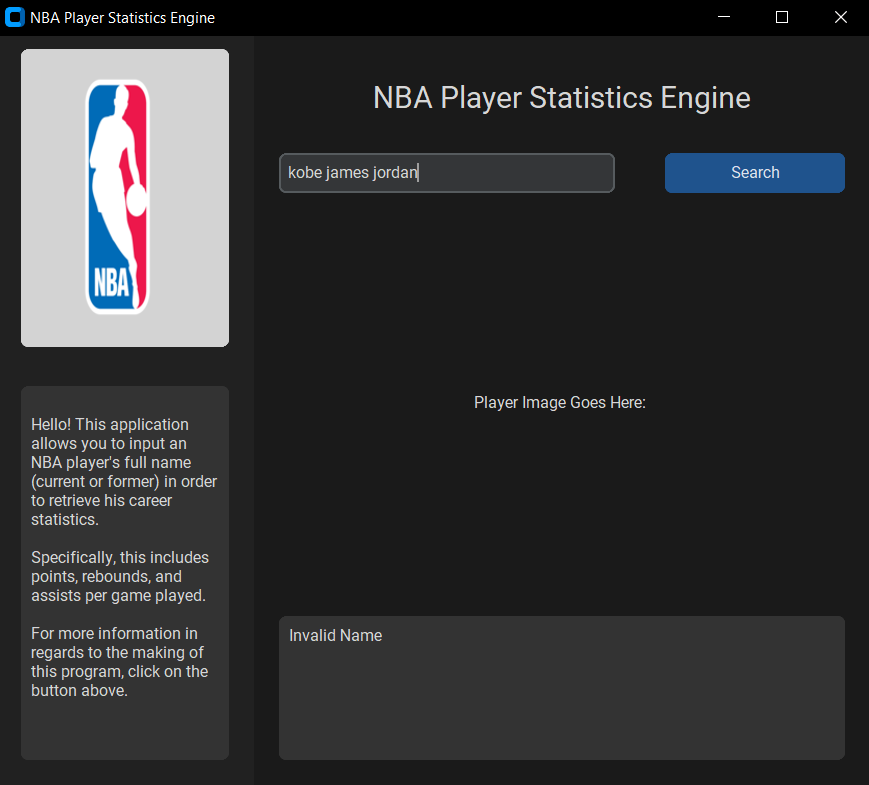 NBA Player Statistics Engine
NBA
NBA Player Statistics Engine
kobe james jordan
Search
Player Image Goes Here:
Hello! This application
allows you to input an
NBA player's full name
(current or former) in order
to retrieve his career
statistics.
Specifically, this includes
points, rebounds, and
assists per game played.
For more information in
regards to the making of
this program, click on the
button above.
Invalid Name